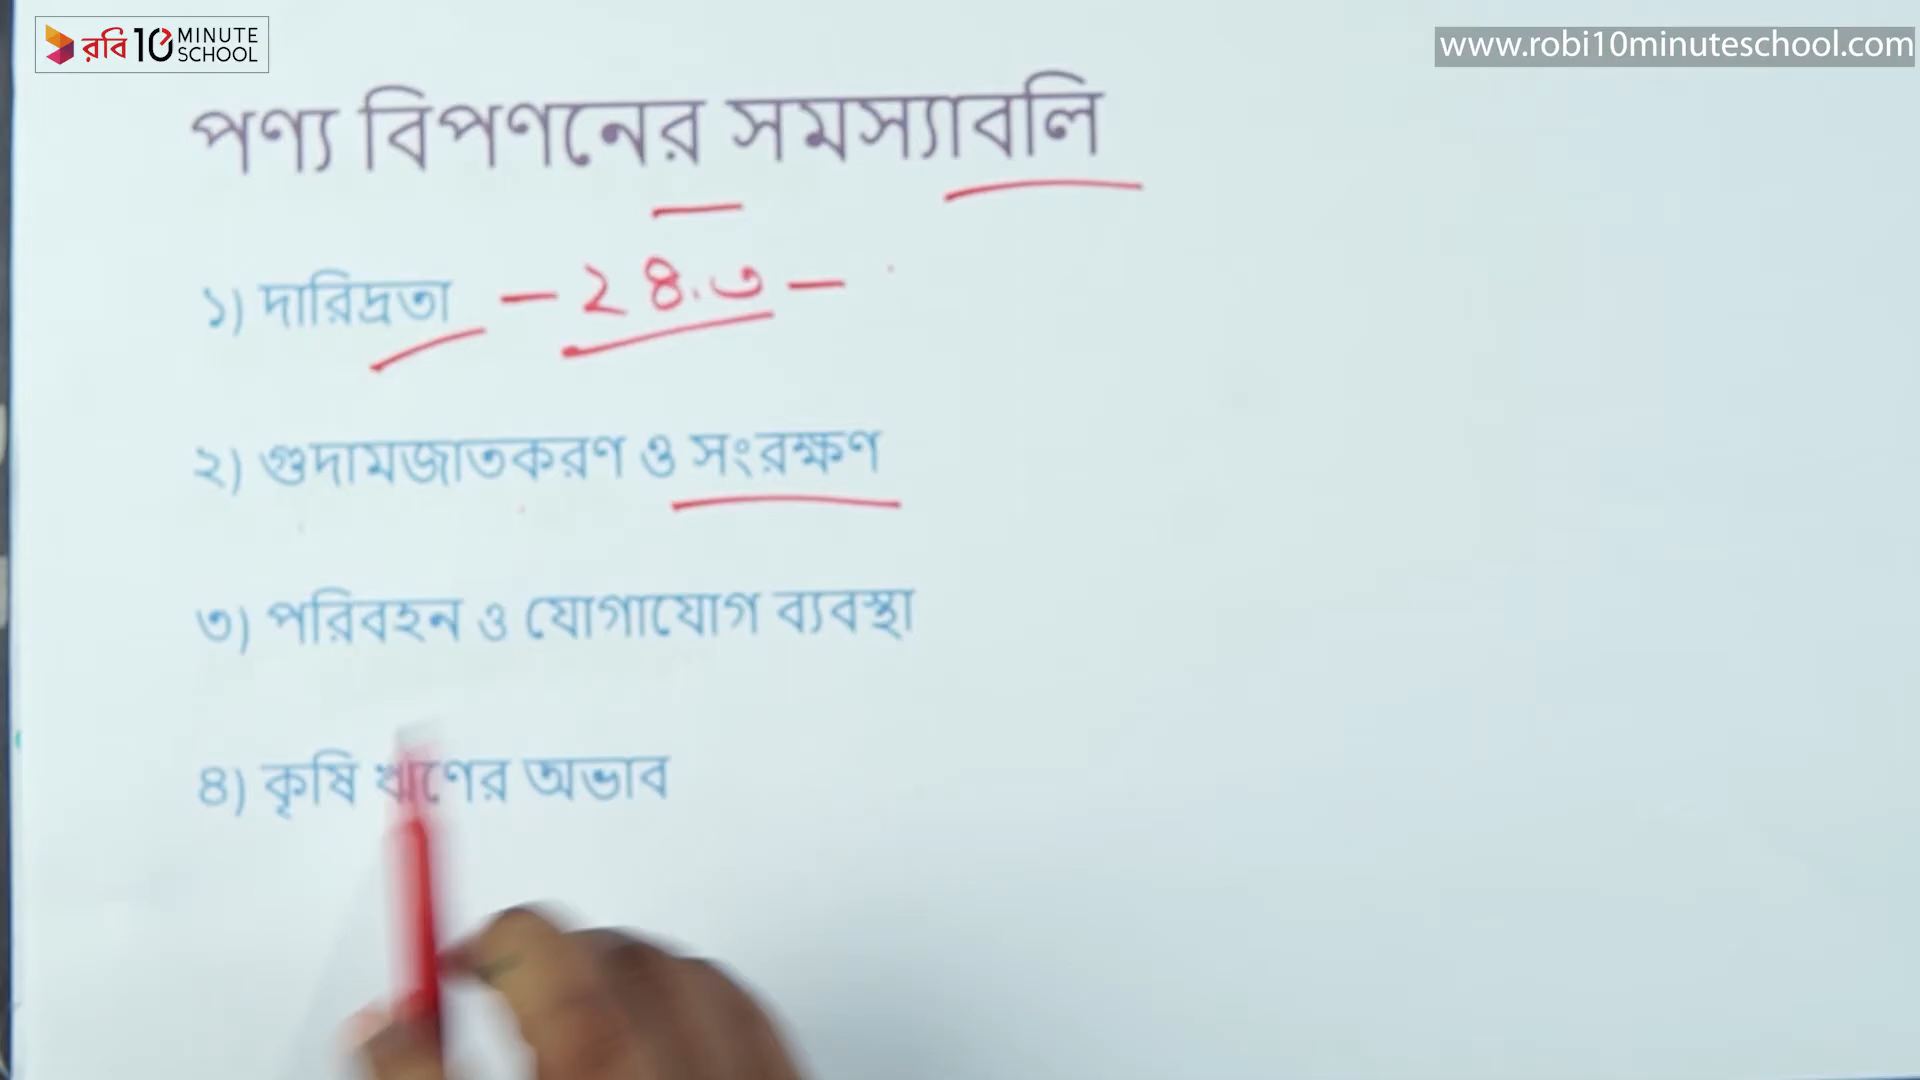 রবি 10 MINUTE SCHOOL
www.robi10minuteschool.com
পণ্য বিপণনের সমস্যাবলি
১) দারিদ্রতা — ২৪.৩ —
২) গুদামজাতকরণ ও সংরক্ষণ
৩) পরিবহন ও যোগাযোগ ব্যবস্থা
৪) কৃষি ঋণের অভাব